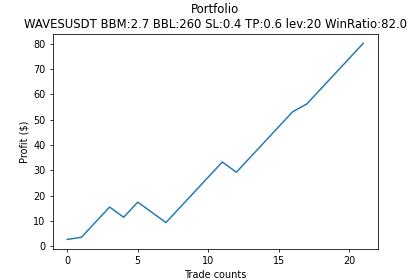 Portfolio
WAVESUSDT BBM:2.7 BBL:260 SL:0.4 TP:0.6 lev:20 WinRatio:82.0
80
70
60
50
40
30
20
10
0
Profit ($)
0 5 10 15 20
Trade counts